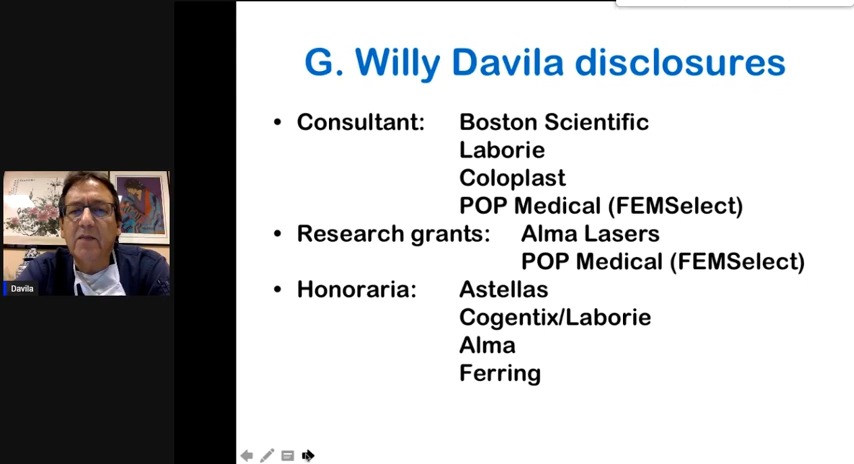 G. Willy Davila disclosures
• Consultant: Boston Scientific
Laborie
Coloplast
POP Medical (FEMSelect)
• Research grants: Alma Lasers
POP Medical (FEMSelect)
• Honoraria: Astellas
Cogentix/Laborie
Alma
Ferring
Davila